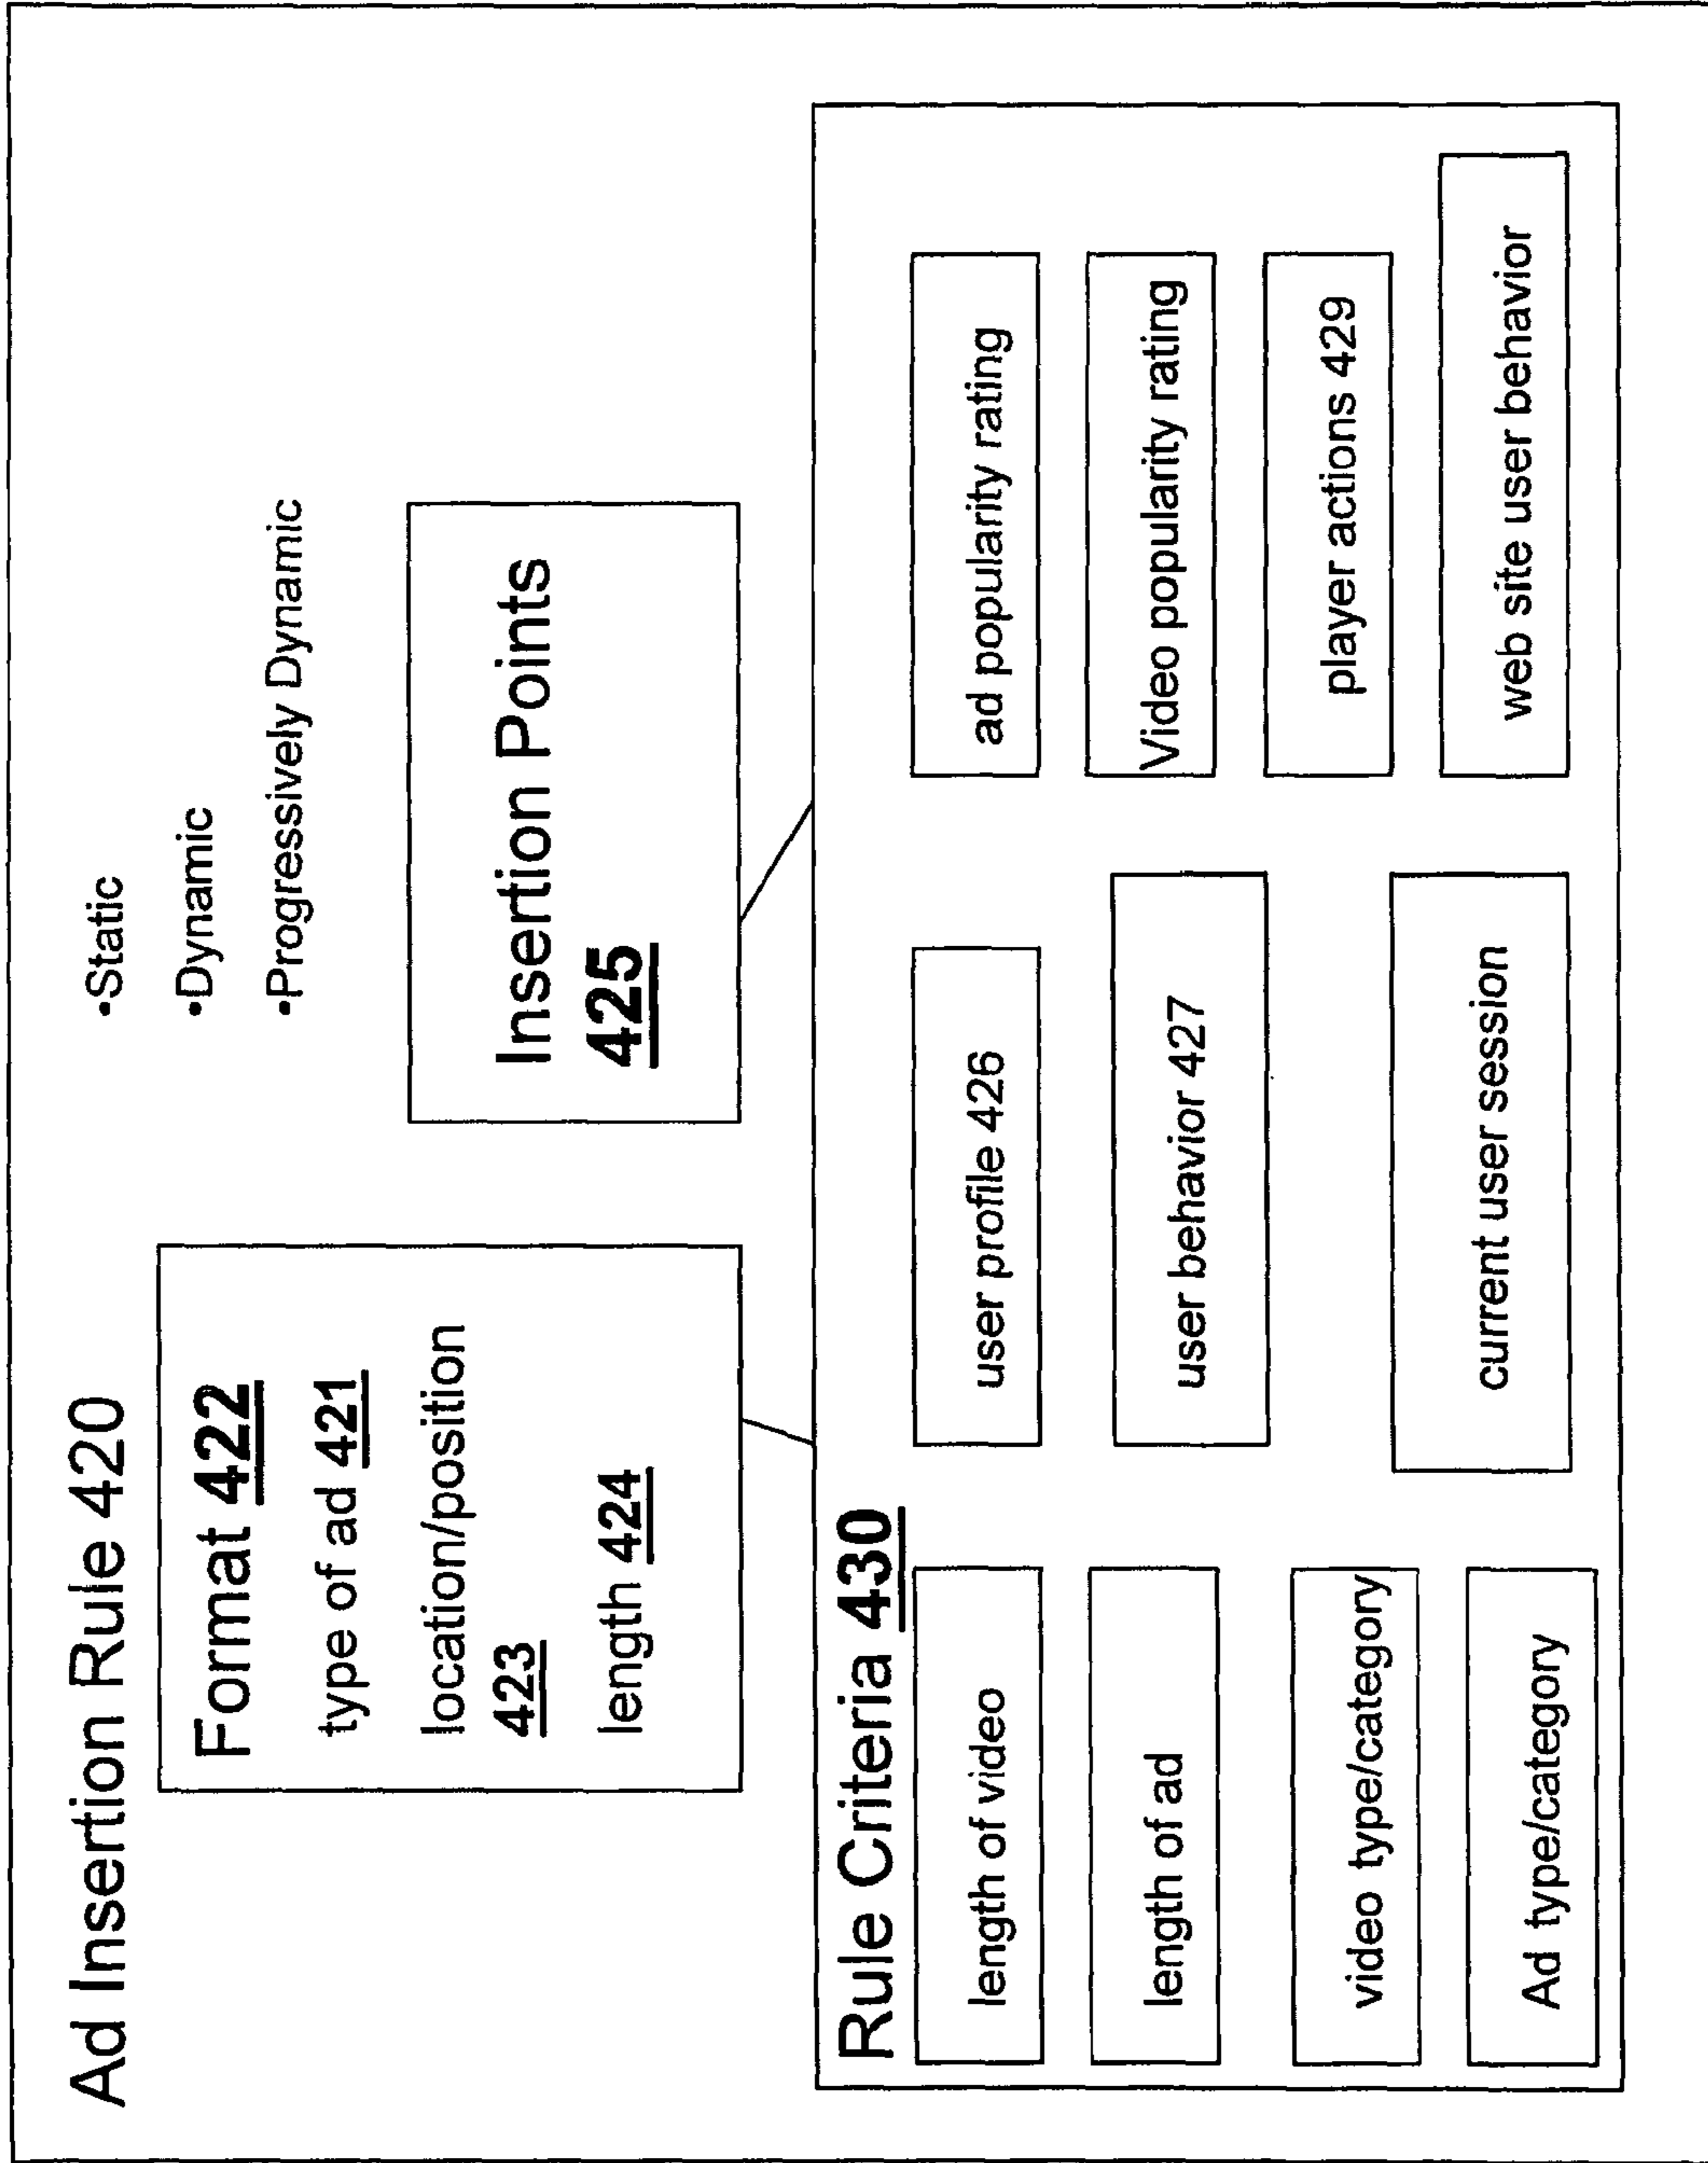 Ad Insertion Rule 420
•Static
•Dynamic
•Progressively Dynamic
Format 422
type of ad 421
location/position
423
length 424
Insertion Points
425
Rule Criteria 430
length of video
length of ad
video type/category
Ad type/category
user profile 426
user behavior 427
current user session
ad popularity rating
Video popularity rating
player actions 429
web site user behavior